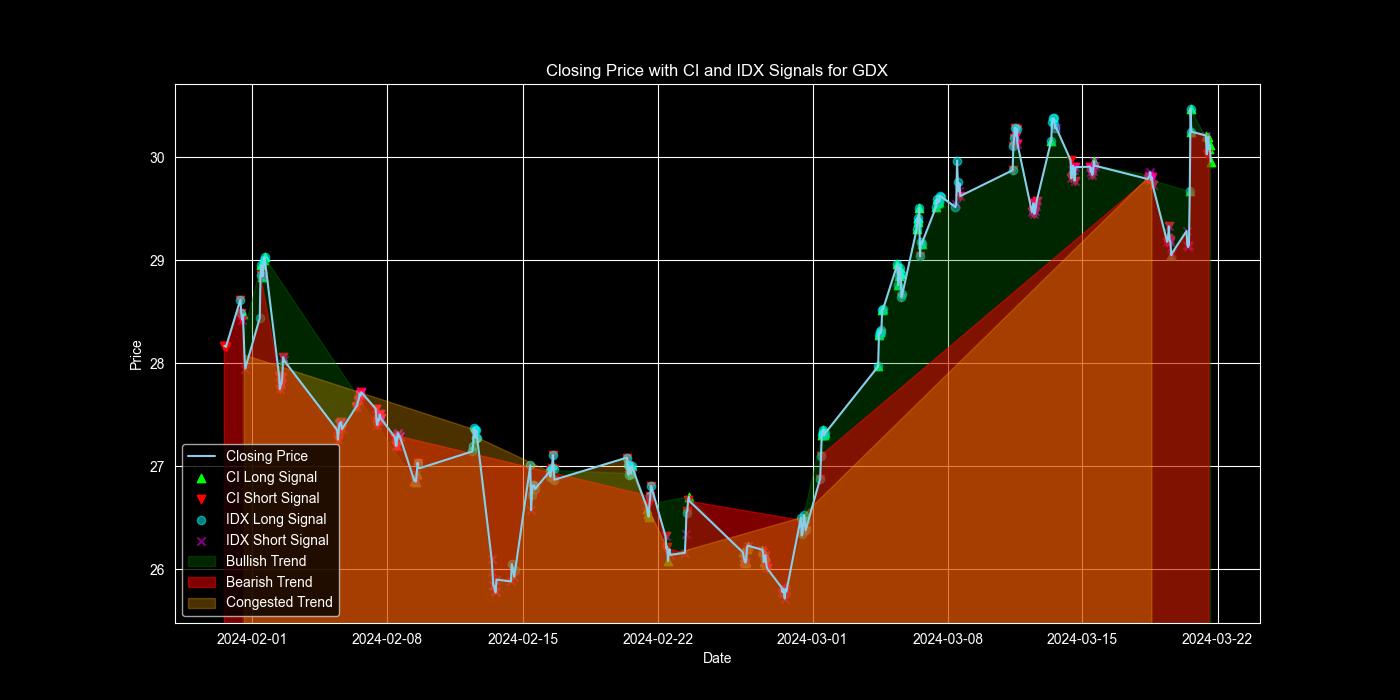 Closing Price with CI and IDX Signals for GDX
Price
30
29
28
27
26
Closing Price
CI Long Signal
CI Short Signal
IDX Long Signal
IDX Short Signal
Bullish Trend
Bearish Trend
Congested Trend
2024-02-01
2024-02-08
2024-02-15
2024-02-22
2024-03-01
2024-03-08
2024-03-15
2024-03-22
Date